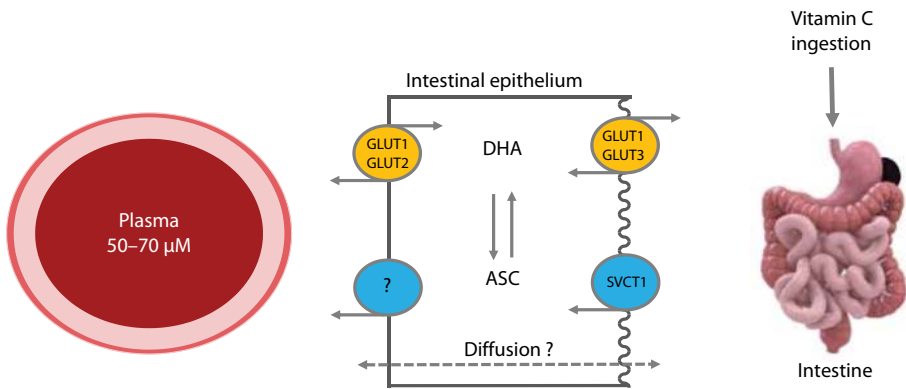 Vitamin C
ingestion
Intestinal epithelium
GLUT1
GLUT2
DHA
GLUT1
GLUT3
Plasma
50–70 µM
?
ASC
SVCT1
Diffusion ?
Intestine